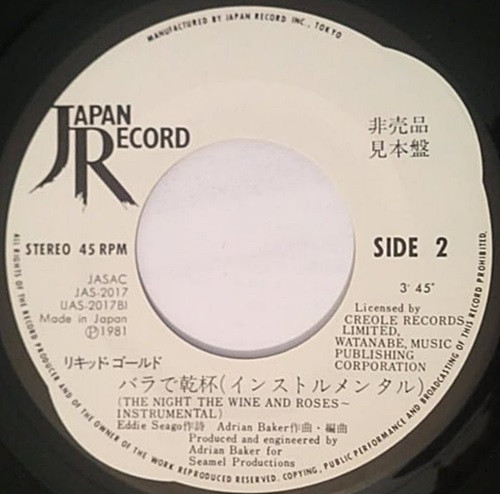 MANUFACTURED BY JAPAN RECORD INC., TOKYO
JAPAN
RECORD
非売品
見本盤
STEREO 45 RPM
SIDE 2
JASAC
JAS-2017
(JAS-2017B)
Made in Japan
Ⓟ1981
3′45″
Licensed by
CREOLE RECORDS
LIMITED,
WATANABE, MUSIC
PUBLISHING
CORPORATION
リキッド・ゴールド
バラで乾杯(インストルメンタル)
(THE NIGHT THE WINE AND ROSES~
INSTRUMENTAL)
Eddie Seago作詩 Adrian Baker作曲・編曲
Produced and engineered by
Adrian Baker for
Seamel Productions
ALL RIGHTS OF THE RECORD PRODUCER AND OF THE OWNER OF THE WORK REPRODUCED RESERVED. COPYING, PUBLIC PERFORMANCE AND BROADCASTING OF THIS RECORD PROHIBITED.